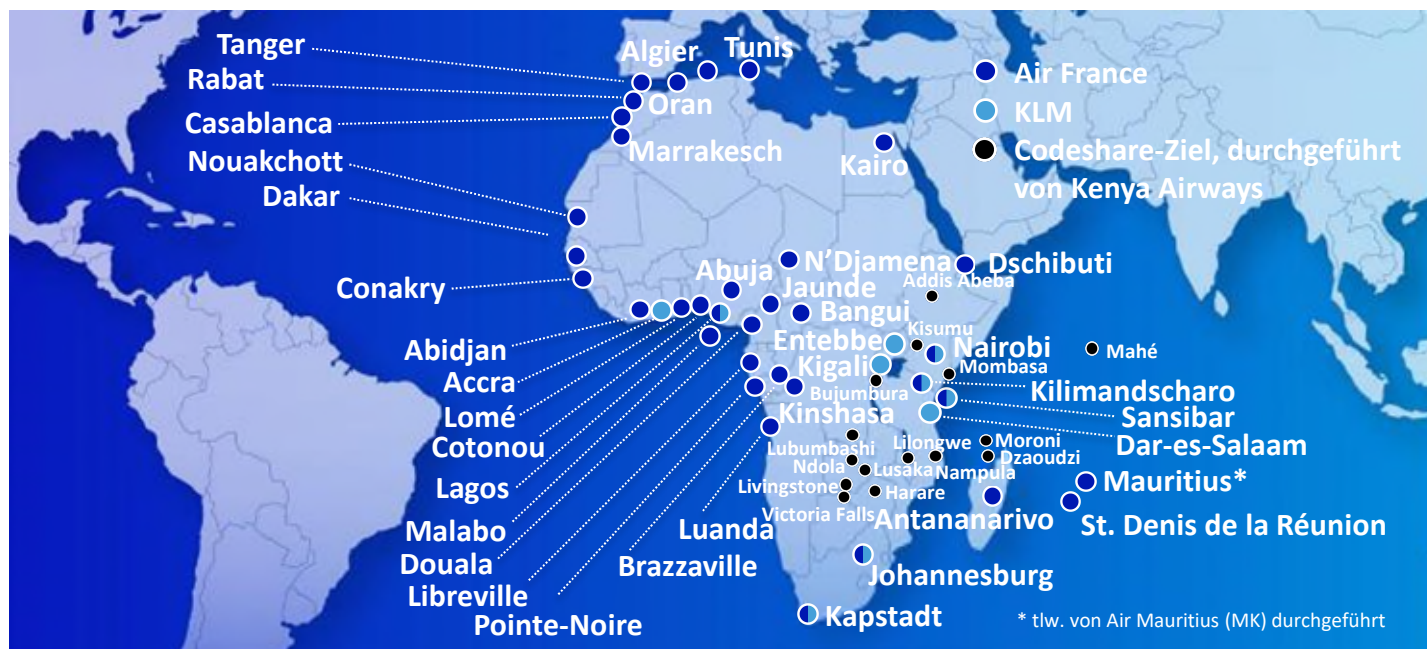 Tanger
Rabat
Casablanca
Nouakchott
Dakar
Conakry
Abidjan
Accra
Lomé
Cotonou
Lagos
Malabo
Douala
Libreville
Pointe-Noire
Brazzaville
Luanda
Algier
Tunis
Oran
Marrakesch
Kairo
Air France
KLM
Codeshare-Ziel, durchgeführt
von Kenya Airways
Abuja
N'Djamena
Dschibuti
Addis Abeba
Jaunde
Bangui
Entebbe
Kisumu
Nairobi
Mahé
Kigali
Mombasa
Bujumbura
Kilimandscharo
Kinshasa
Sansibar
Dar-es-Salaam
Lubumbashi
Lilongwe
Moroni
Ndola
Lusaka
Nampula
Dzaoudzi
Livingstone
Harare
Mauritius*
Victoria Falls
Antananarivo
St. Denis de la Réunion
Johannesburg
Kapstadt
* tlw. von Air Mauritius (MK) durchgeführt